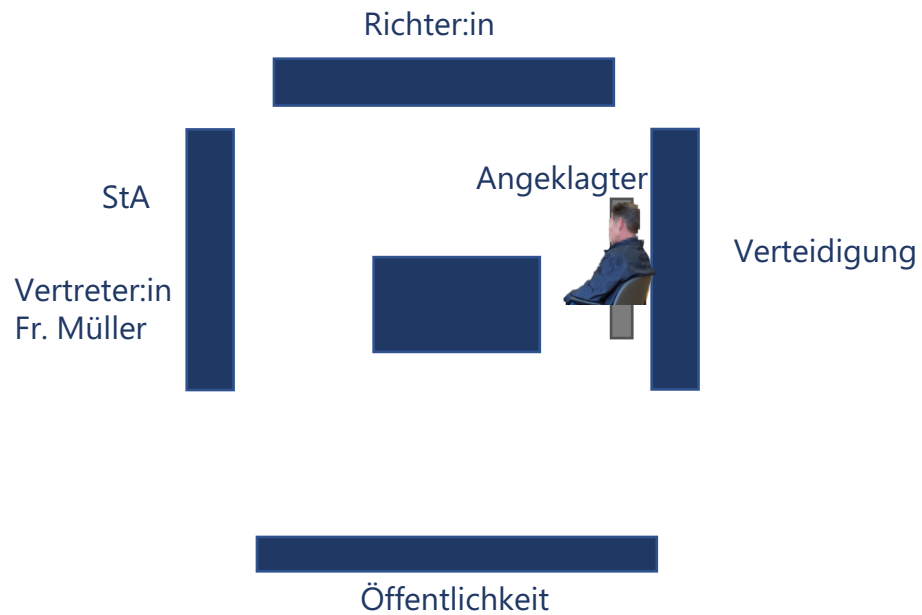 Richter:in
StA
Angeklagter
Verteidigung
Vertreter:in
Fr. Müller
Öffentlichkeit